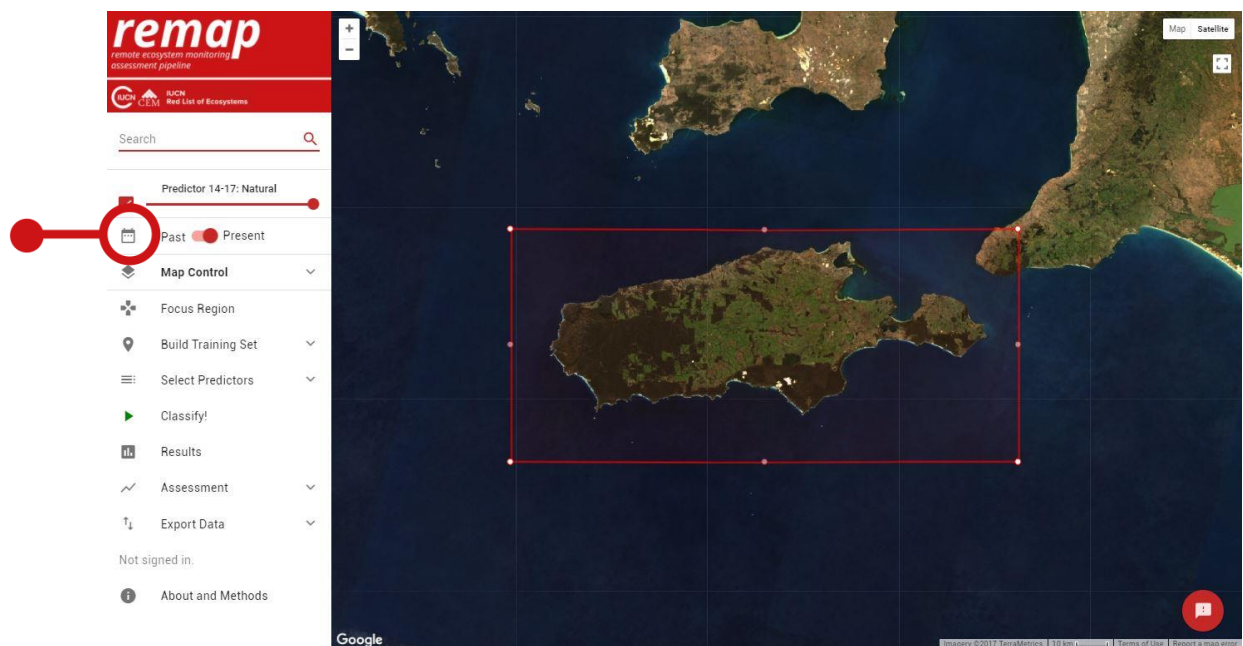 remap
remote ecosystem monitoring
assessment pipeline
IUCN
CEM
IUCN
Red List of Ecosystems
Search
Predictor 14-17: Natural
Past Present
Map Control
Focus Region
Build Training Set
Select Predictors
Classify!
Results
Assessment
Export Data
Not signed in.
About and Methods
+
−
Map Satellite
Google
Imagery ©2017 TerraMetrics 10 km Terms of Use Report a map error